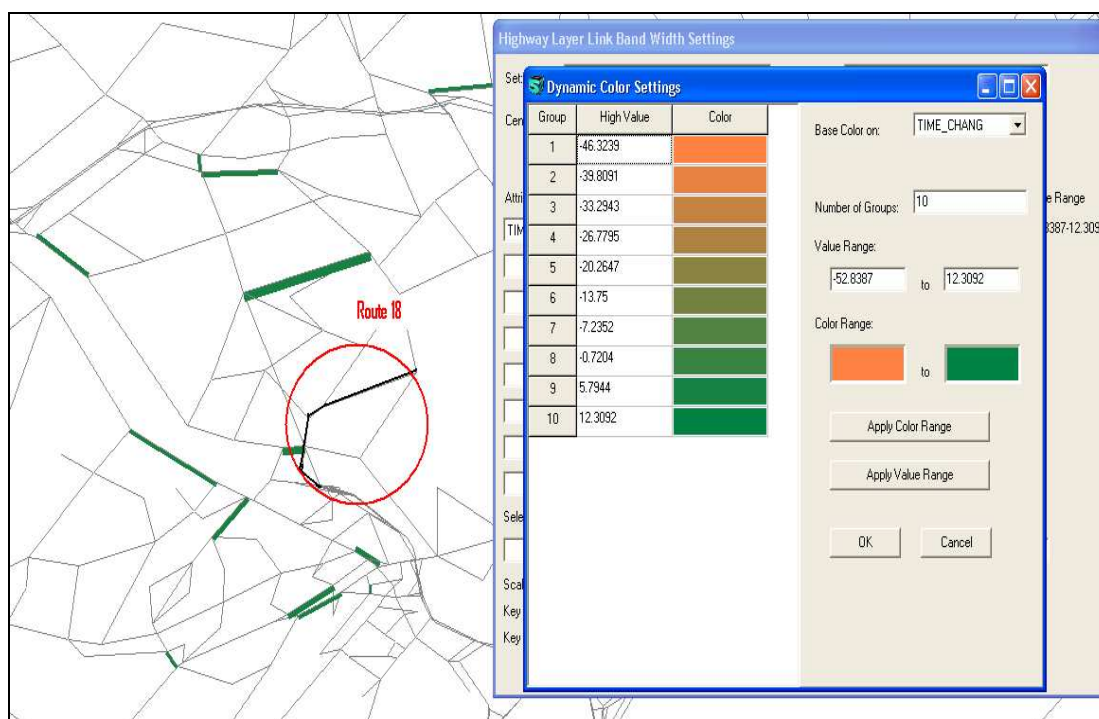 Highway Layer Link Band Width Settings
Dynamic Color Settings
Group High Value Color
1 -46.3239
2 -39.8091
3 -33.2943
4 -26.7795
5 -20.2647
6 -13.75
7 -7.2352
8 -0.7204
9 5.7944
10 12.3092
Base Color on: TIME_CHANG
Number of Groups: 10
Value Range:
-52.8387 to 12.3092
Color Range:
to
Apply Color Range
Apply Value Range
OK Cancel
Route 18
Key
Key